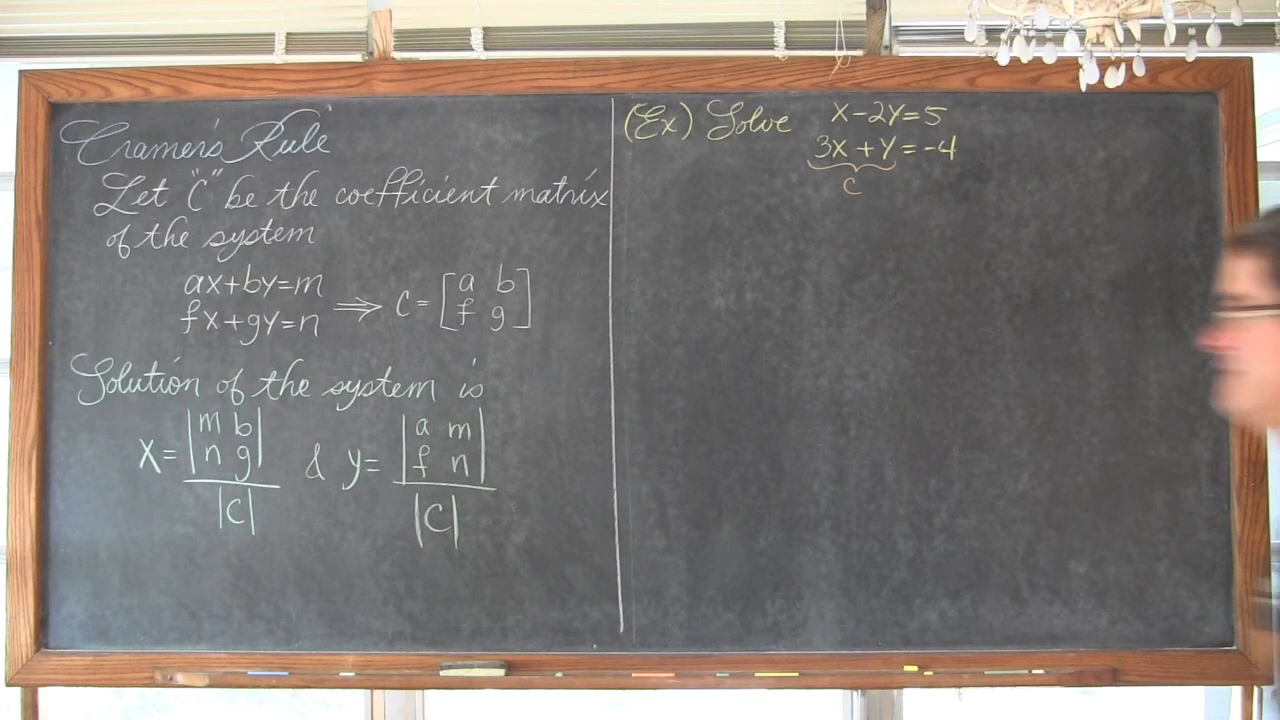 Cramer's Rule
Let "C" be the coefficient matrix
of the system
ax+by=m
fx+gy=n
⇒ C = [a b
f g]
Solution of the system is
x = |m b
n g|
|C|
& y = |a m
f n|
|C|
(Ex) Solve x-2y=5
3x+y=-4
C